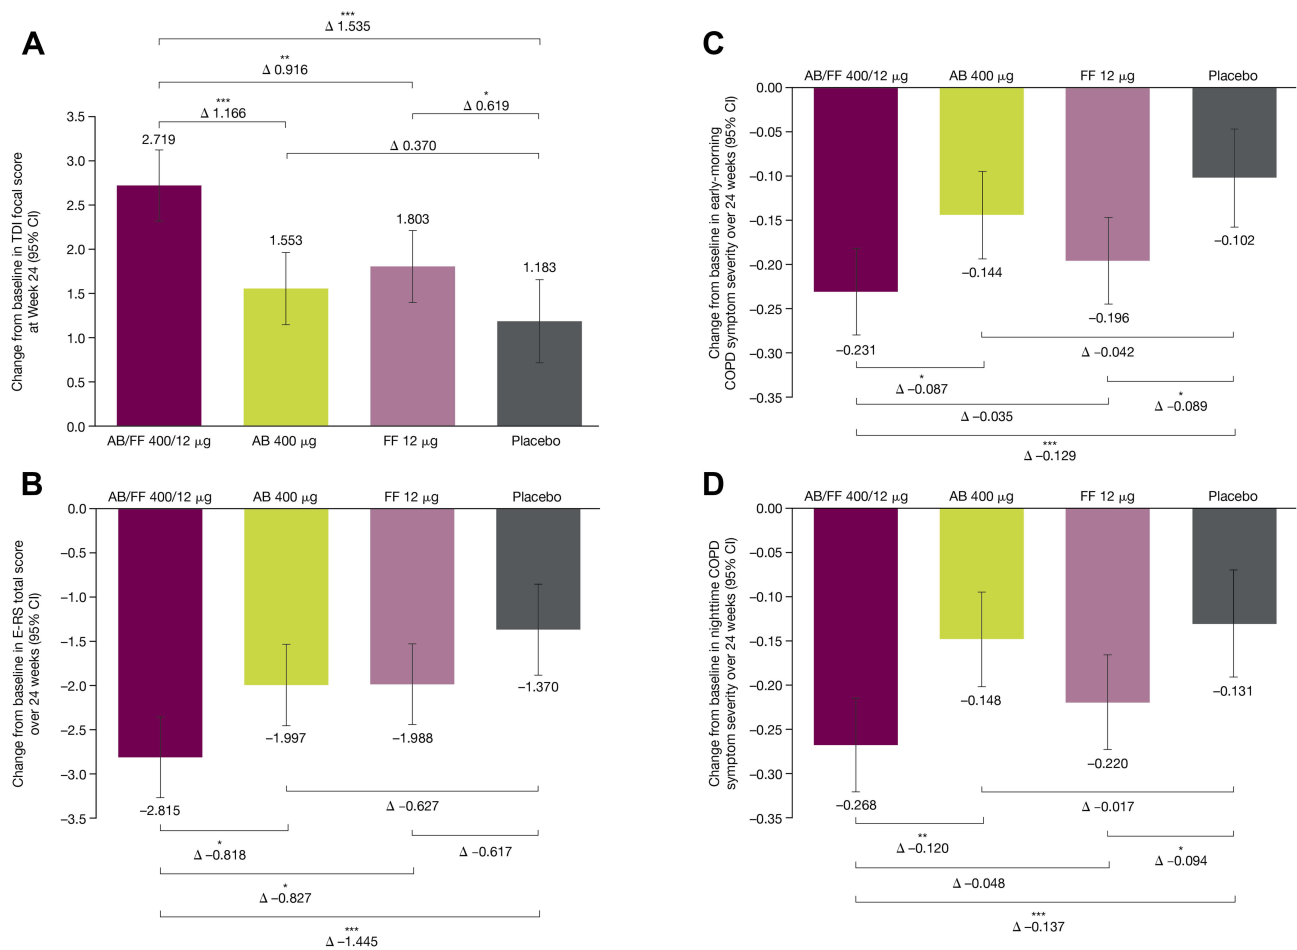 A
***
Δ 1.535
**
Δ 0.916
***
Δ 1.166
*
Δ 0.619
Δ 0.370
Change from baseline in TDI focal score
at Week 24 (95% CI)
3.5
3.0
2.5
2.0
1.5
1.0
0.5
0.0
2.719
1.553
1.803
1.183
AB/FF 400/12 μg
AB 400 μg
FF 12 μg
Placebo
B
AB/FF 400/12 μg
AB 400 μg
FF 12 μg
Placebo
Change from baseline in E-RS total score
over 24 weeks (95% CI)
0.0
−0.5
−1.0
−1.5
−2.0
−2.5
−3.0
−3.5
−2.815
−1.997
−1.988
−1.370
Δ −0.627
*
Δ −0.818
Δ −0.617
*
Δ −0.827
***
Δ −1.445
C
AB/FF 400/12 μg
AB 400 μg
FF 12 μg
Placebo
Change from baseline in early-morning
COPD symptom severity over 24 weeks (95% CI)
0.00
−0.05
−0.10
−0.15
−0.20
−0.25
−0.30
−0.35
−0.231
−0.144
−0.196
−0.102
Δ −0.042
*
Δ −0.087
*
Δ −0.089
Δ −0.035
***
Δ −0.129
D
AB/FF 400/12 μg
AB 400 μg
FF 12 μg
Placebo
Change from baseline in nighttime COPD
symptom severity over 24 weeks (95% CI)
0.00
−0.05
−0.10
−0.15
−0.20
−0.25
−0.30
−0.35
−0.268
−0.148
−0.220
−0.131
Δ −0.017
**
Δ −0.120
*
Δ −0.094
Δ −0.048
***
Δ −0.137